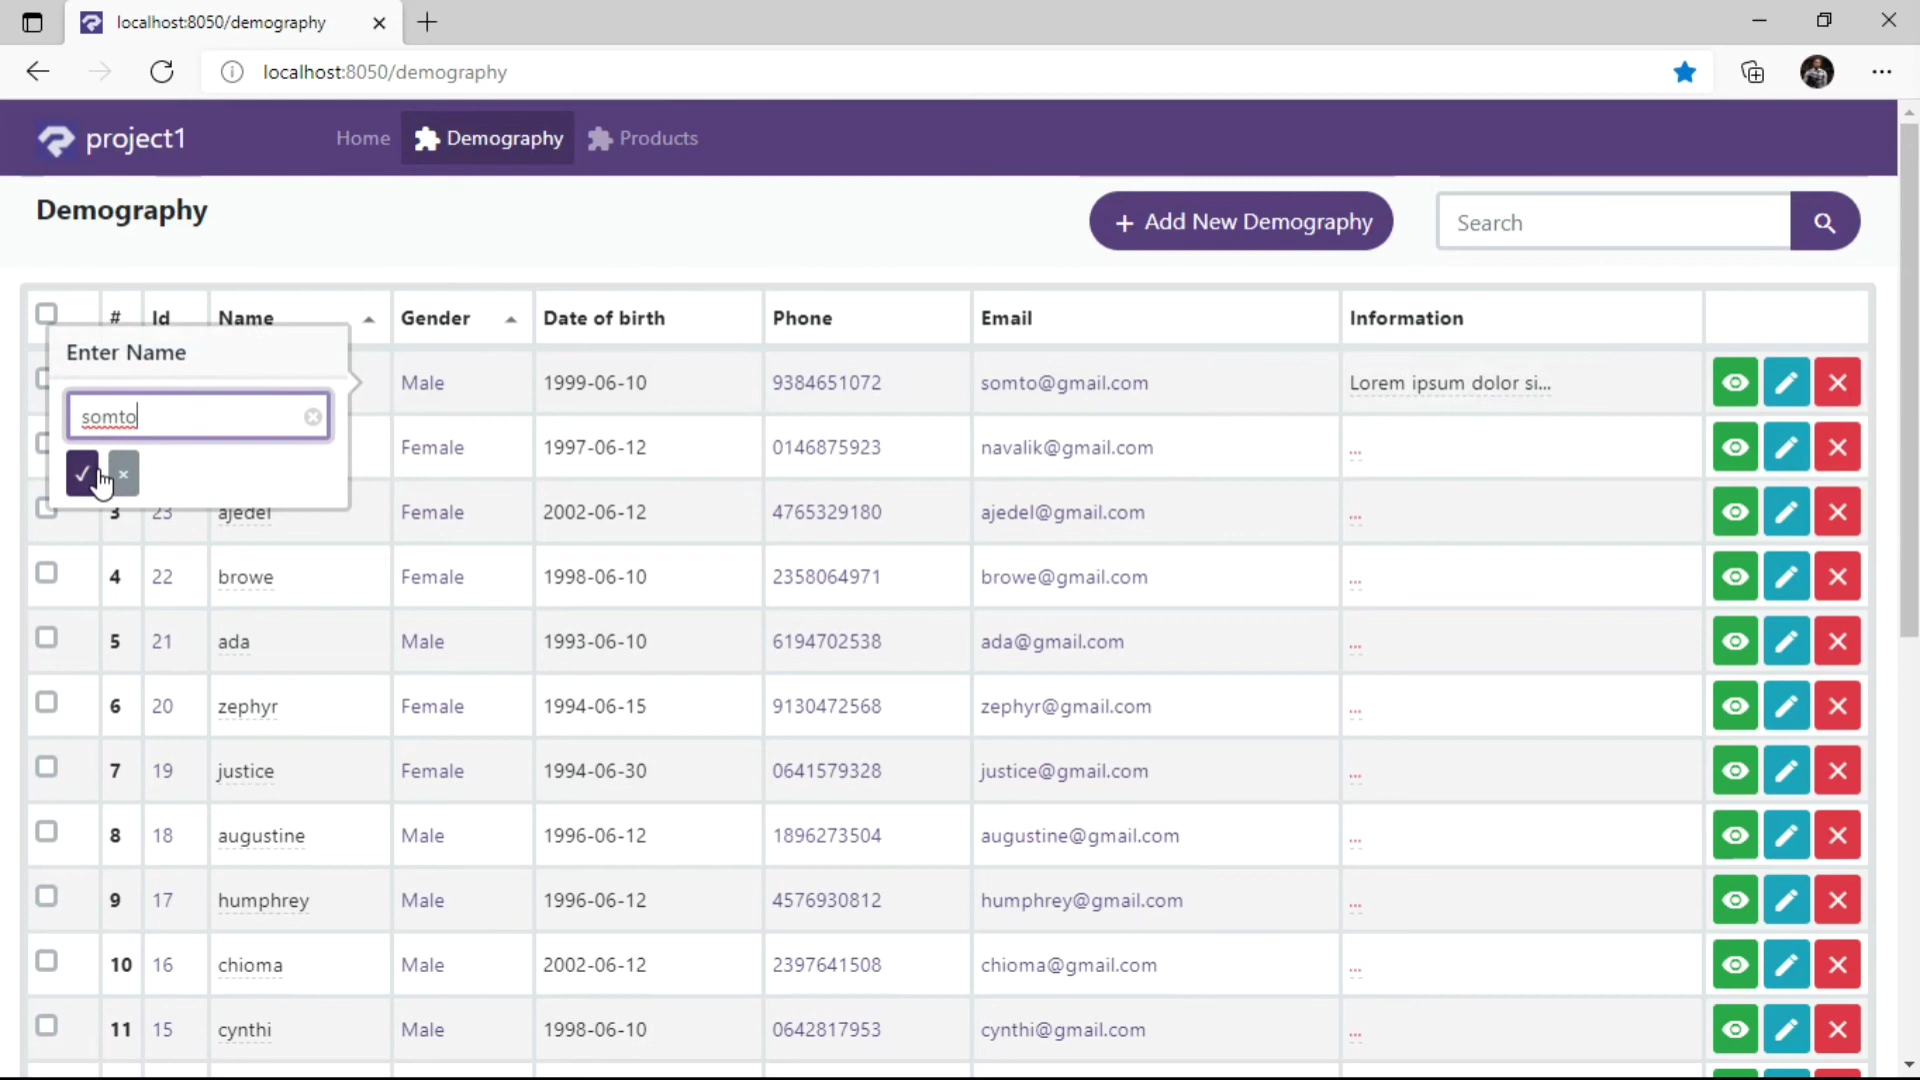 localhost:8050/demography
localhost:8050/demography
project1 Home Demography Products
Demography + Add New Demography Search
# Id Name Gender Date of birth Phone Email Information
Enter Name
somto
Male 1999-06-10 9384651072 somto@gmail.com Lorem ipsum dolor si...
Female 1997-06-12 0146875923 navalik@gmail.com ...
3 23 ajedel Female 2002-06-12 4765329180 ajedel@gmail.com ...
4 22 browe Female 1998-06-10 2358064971 browe@gmail.com ...
5 21 ada Male 1993-06-10 6194702538 ada@gmail.com ...
6 20 zephyr Female 1994-06-15 9130472568 zephyr@gmail.com ...
7 19 justice Female 1994-06-30 0641579328 justice@gmail.com ...
8 18 augustine Male 1996-06-12 1896273504 augustine@gmail.com ...
9 17 humphrey Male 1996-06-12 4576930812 humphrey@gmail.com ...
10 16 chioma Male 2002-06-12 2397641508 chioma@gmail.com ...
11 15 cynthi Male 1998-06-10 0642817953 cynthi@gmail.com ...